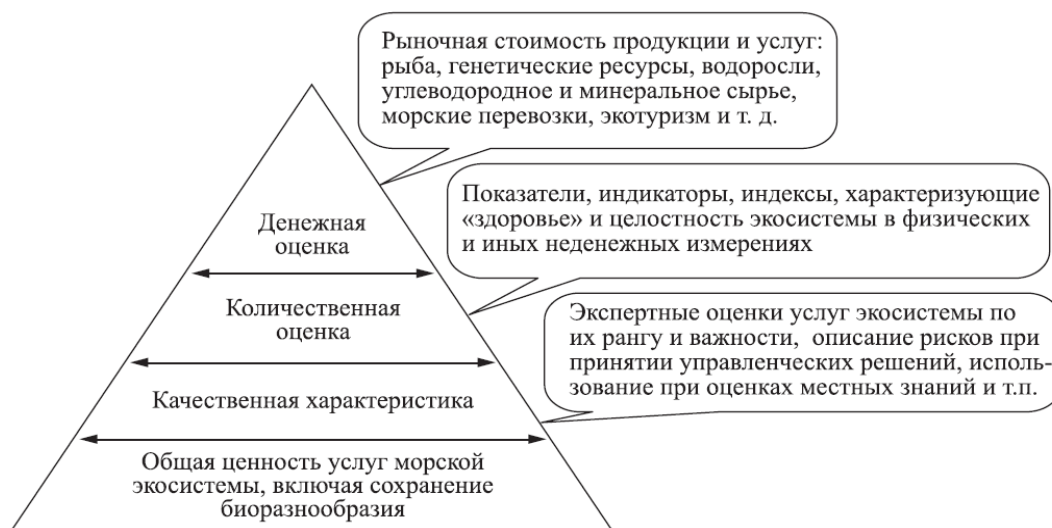 Рыночная стоимость продукции и услуг:
рыба, генетические ресурсы, водоросли,
углеводородное и минеральное сырье,
морские перевозки, экотуризм и т. д.
Показатели, индикаторы, индексы, характеризующие
«здоровье» и целостность экосистемы в физических
и иных неденежных измерениях
Денежная
оценка
Экспертные оценки услуг экосистемы по
их рангу и важности, описание рисков при
принятии управленческих решений, исполь-
зование при оценках местных знаний и т.п.
Количественная
оценка
Качественная характеристика
Общая ценность услуг морской
экосистемы, включая сохранение
биоразнообразия